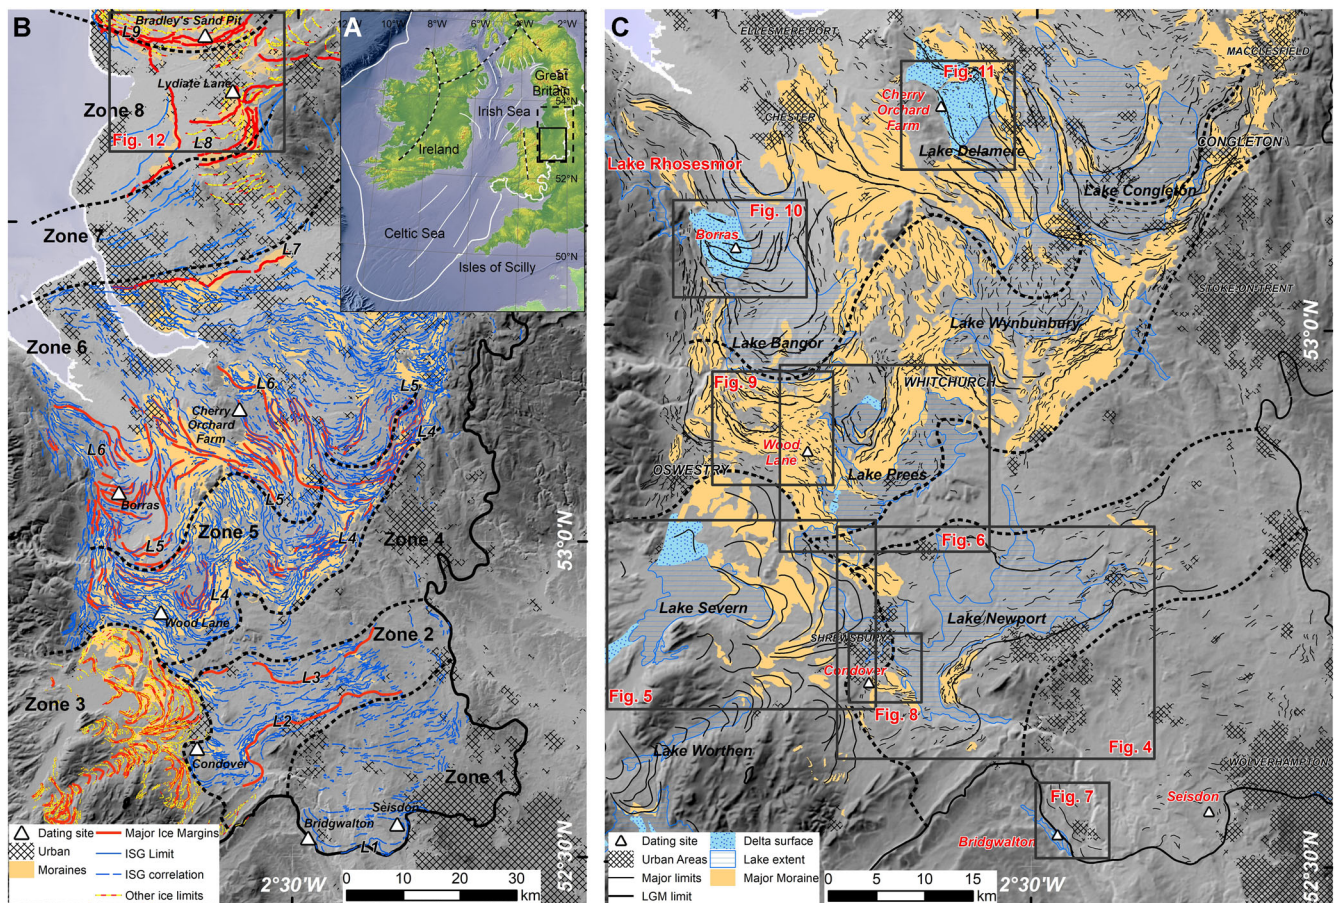 B
L9
Bradley's Sand Pit
Lydiate Lane
Zone 8
Fig. 12
L8
Zone 7
L7
Zone 6
L6
L5
Cherry
Orchard
Farm
L4
L6
L5
Borras
Zone 5
L5
L4
Zone 4
L4
Wood Lane
Zone 2
Zone 3
L3
L2
Condover
Zone 1
Seisdon
Bridgwalton
L1
53°0'N
52°30'N
2°30'W
Dating site
Urban
Moraines
Major Ice Margins
ISG Limit
ISG correlation
Other ice limits
0 10 20 30
km
A
12°W
10°W
8°W
6°W
4°W
2°W
Great
Britain
54°N
Irish Sea
Ireland
52°N
Celtic Sea
50°N
Isles of Scilly
C
ELLESMERE PORT
MACCLESFIELD
Fig. 11
Cherry
Orchard
Farm
CHESTER
Lake Delamere
CONGLETON
Lake Rhosesmor
Lake Congleton
Fig. 10
Borras
STOKE-ON-TRENT
Lake Wynbunbury
Lake Bangor
53°0'N
Fig. 9
WHITCHURCH
Wood
Lane
OSWESTRY
Lake Prees
Fig. 6
Lake Severn
Lake Newport
SHREWSBURY
Condover
Fig. 5
Fig. 8
Lake Worthen
Fig. 4
WOLVERHAMPTON
Fig. 7
Seisdon
Bridgwalton
52°30'N
2°30'W
Dating site
Urban Areas
Major limits
LGM limit
Delta surface
Lake extent
Major Moraine
0 5 10 15
km